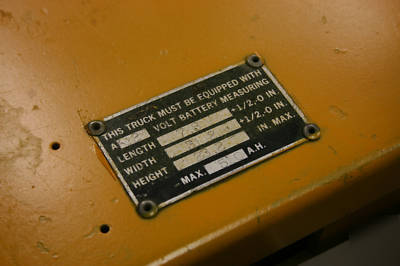 THIS TRUCK MUST BE EQUIPPED WITH
A VOLT BATTERY MEASURING
LENGTH +1/2.-0 IN.
WIDTH +1/2.-0 IN.
HEIGHT IN. MAX.
MAX. A.H.